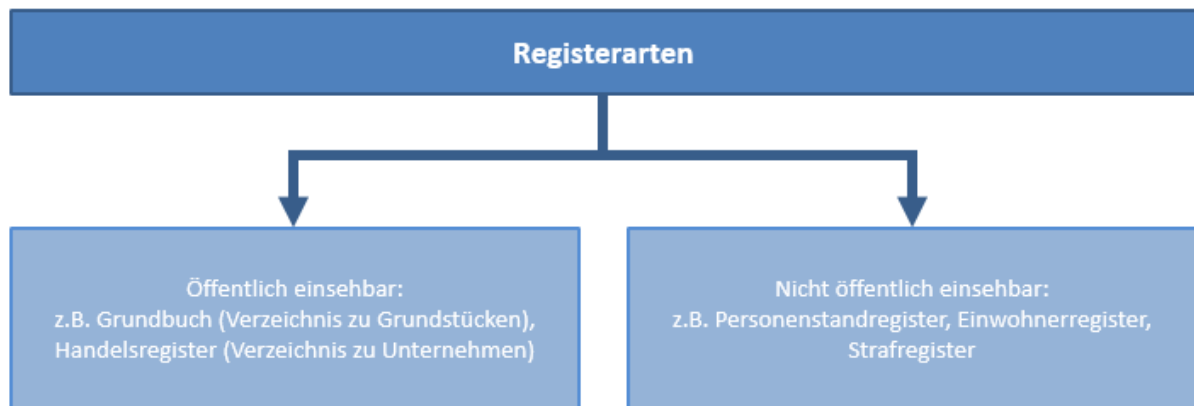 Registerarten
Öffentlich einsehbar:
z.B. Grundbuch (Verzeichnis zu Grundstücken),
Handelsregister (Verzeichnis zu Unternehmen)
Nicht öffentlich einsehbar:
z.B. Personenstandregister, Einwohnerregister,
Strafregister